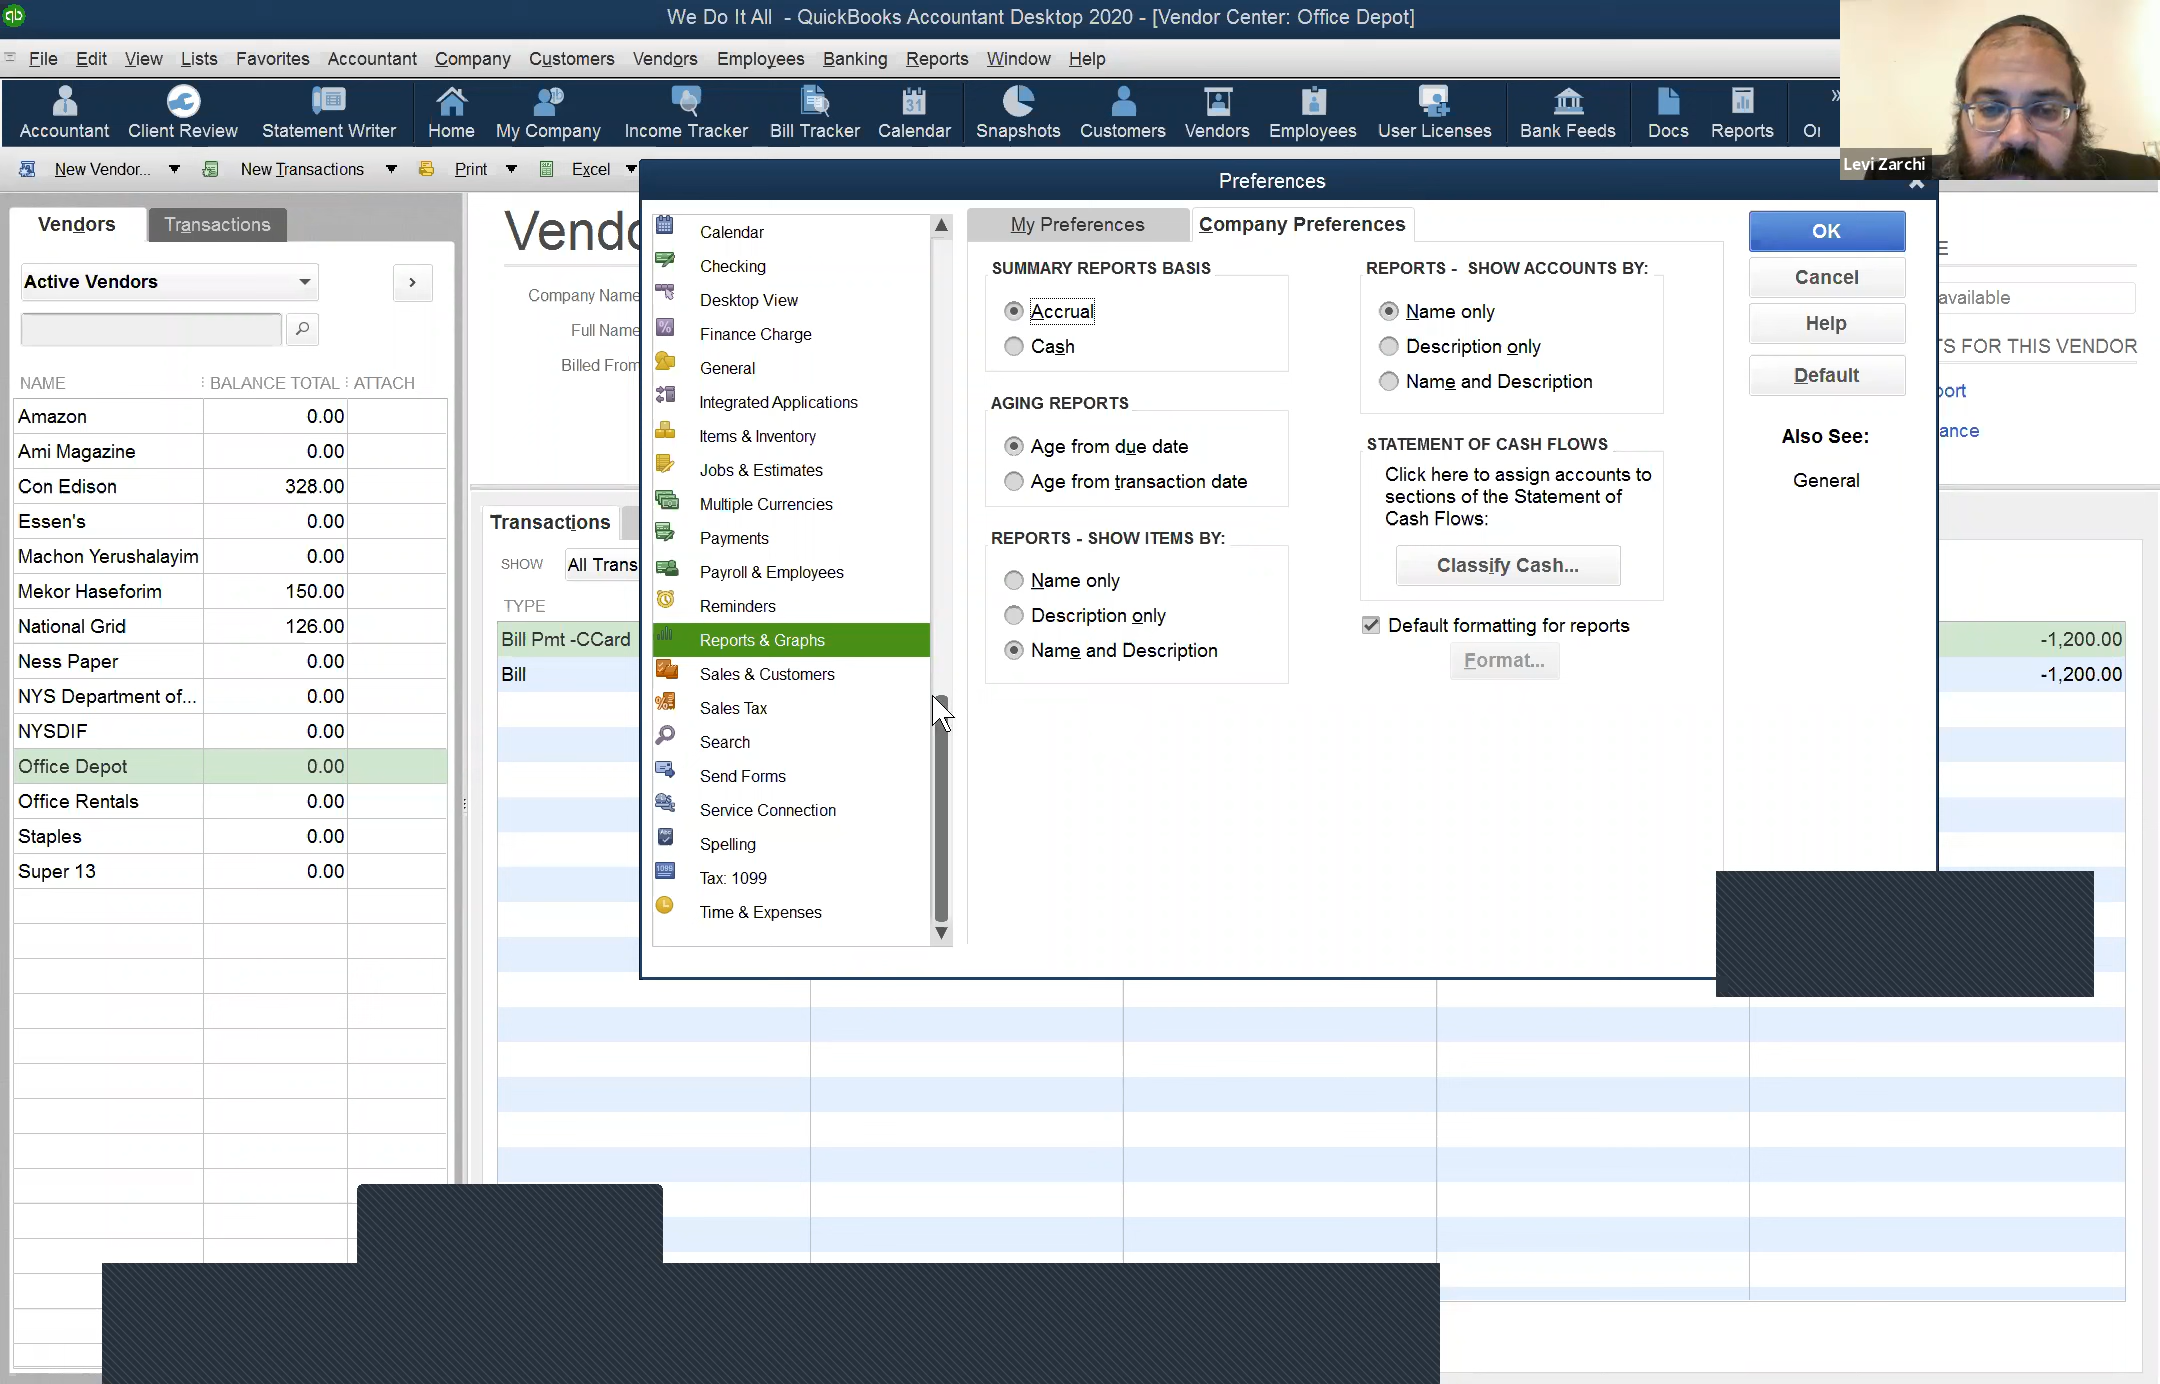 We Do It All - QuickBooks Accountant Desktop 2020 - [Vendor Center: Office Depot]
File Edit View Lists Favorites Accountant Company Customers Vendors Employees Banking Reports Window Help
Accountant Client Review Statement Writer Home My Company Income Tracker Bill Tracker Calendar Snapshots Customers Vendors Employees User Licenses Bank Feeds Docs Reports
Levi Zarchi
New Vendor... New Transactions Print Excel
Preferences
Vendors Transactions
Active Vendors
NAME BALANCE TOTAL ATTACH
Amazon 0.00
Ami Magazine 0.00
Con Edison 328.00
Essen's 0.00
Machon Yerushalayim 0.00
Mekor Haseforim 150.00
National Grid 126.00
Ness Paper 0.00
NYS Department of... 0.00
NYSDIF 0.00
Office Depot 0.00
Office Rentals 0.00
Staples 0.00
Super 13 0.00
Company Name
Full Name
Billed From
Transactions
SHOW All Trans
TYPE
Bill Pmt -CCard
Bill
Calendar
Checking
Desktop View
Finance Charge
General
Integrated Applications
Items & Inventory
Jobs & Estimates
Multiple Currencies
Payments
Payroll & Employees
Reminders
Reports & Graphs
Sales & Customers
Sales Tax
Search
Send Forms
Service Connection
Spelling
Tax: 1099
Time & Expenses
My Preferences Company Preferences
SUMMARY REPORTS BASIS
Accrual
Cash
AGING REPORTS
Age from due date
Age from transaction date
REPORTS - SHOW ITEMS BY:
Name only
Description only
Name and Description
REPORTS - SHOW ACCOUNTS BY:
Name only
Description only
Name and Description
STATEMENT OF CASH FLOWS
Click here to assign accounts to
sections of the Statement of
Cash Flows:
Classify Cash...
Default formatting for reports
Format...
OK
Cancel
Help
Default
Also See:
General
available
S FOR THIS VENDOR
-1,200.00
-1,200.00